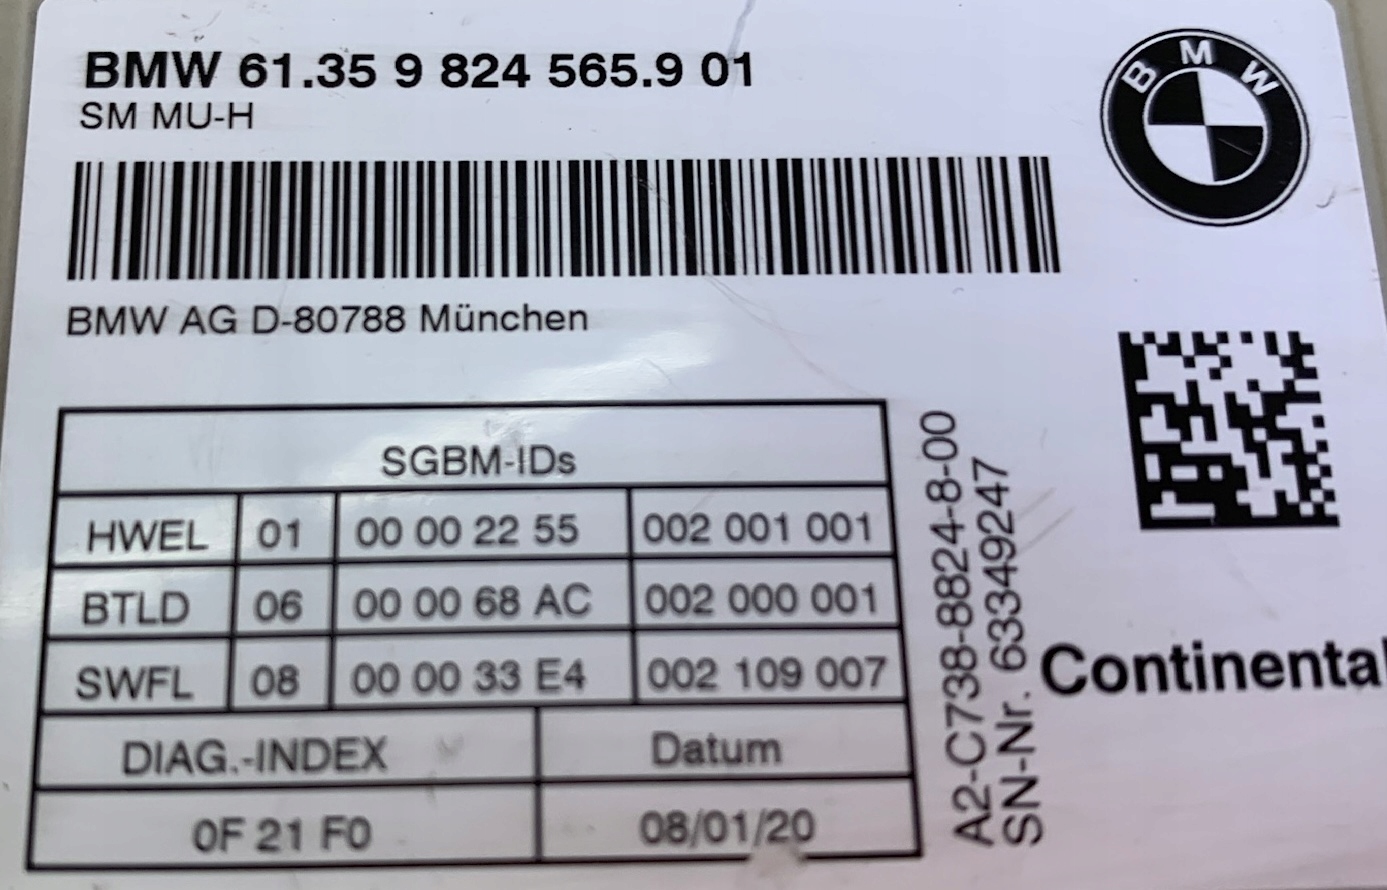 BMW 61.35 9 824 565.9 01
SM MU-H
BMW
BMW AG D-80788 München
SGBM-IDs
HWEL 01 00 00 22 55 002 001 001
BTLD 06 00 00 68 AC 002 000 001
SWFL 08 00 00 33 E4 002 109 007
DIAG.-INDEX Datum
0F 21 F0 08/01/20
A2-C738-8824-8-00
SN-Nr. 63349247
Continental